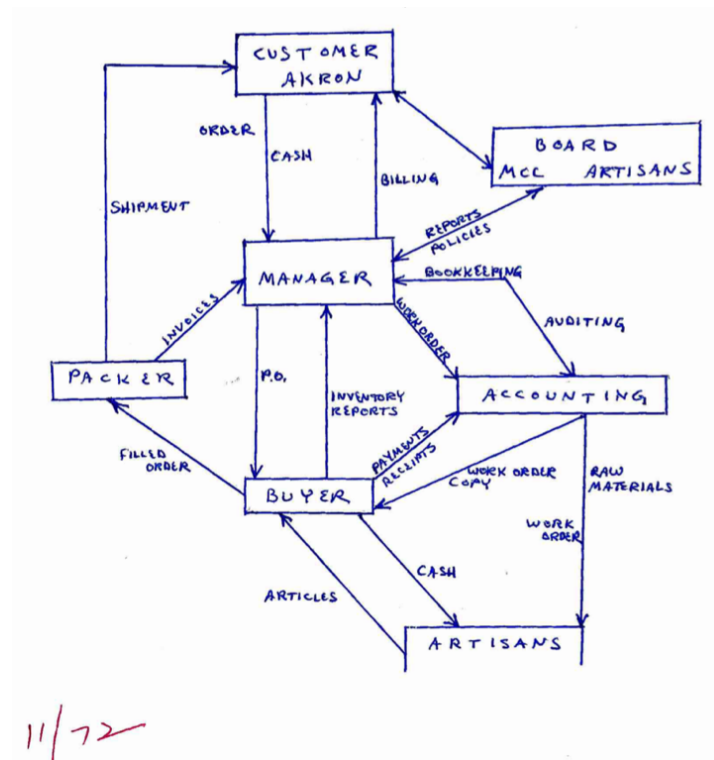 CUSTOMER
AKRON
ORDER
CASH
BILLING
BOARD
MCC ARTISANS
SHIPMENT
REPORTS
POLICIES
MANAGER
BOOKKEEPING
INVOICES
WORK ORDER
AUDITING
PACKER
P.O.
INVENTORY
REPORTS
ACCOUNTING
FILLED
ORDER
PAYMENTS
RECEIPTS
WORK ORDER
COPY
RAW
MATERIALS
BUYER
WORK
ORDER
CASH
ARTICLES
ARTISANS
11/72